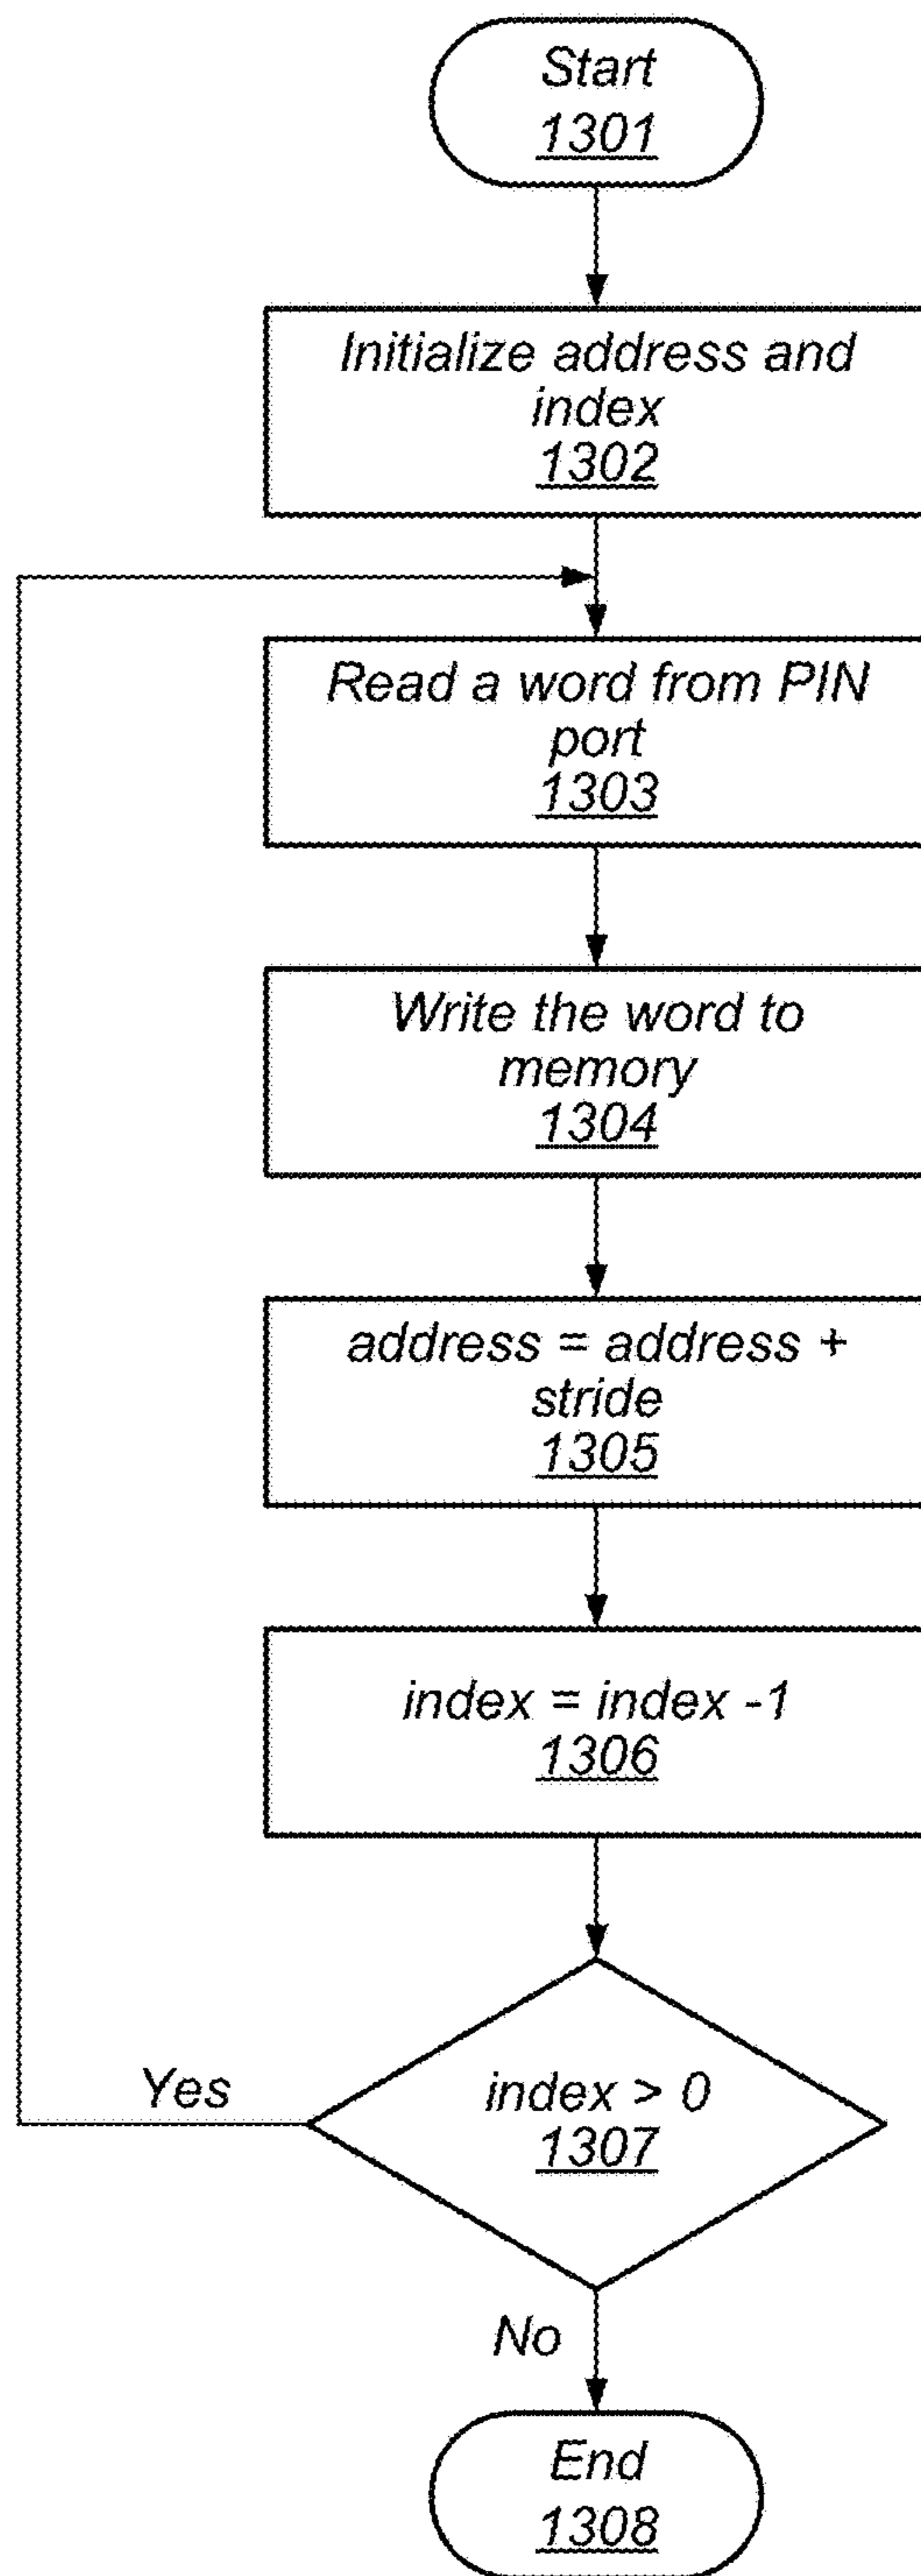 Start
1301
Initialize address and
index
1302
Read a word from PIN
port
1303
Write the word to
memory
1304
address = address +
stride
1305
index = index -1
1306
index > 0
1307
Yes
No
End
1308